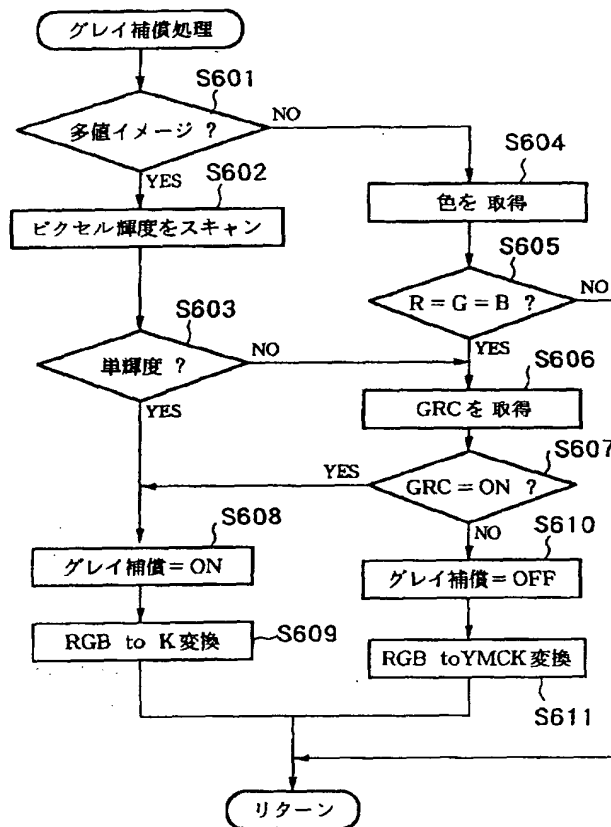 グレイ補償処理
S601
多値イメージ ?
NO
YES
S602
ピクセル輝度をスキャン
S604
色を取得
S605
R = G = B ?
NO
YES
S603
単輝度 ?
NO
YES
S606
GRCを取得
S607
GRC = ON ?
YES
NO
S608
グレイ補償 = ON
S610
グレイ補償 = OFF
RGB to K変換
S609
RGB toYMCK変換
S611
リターン